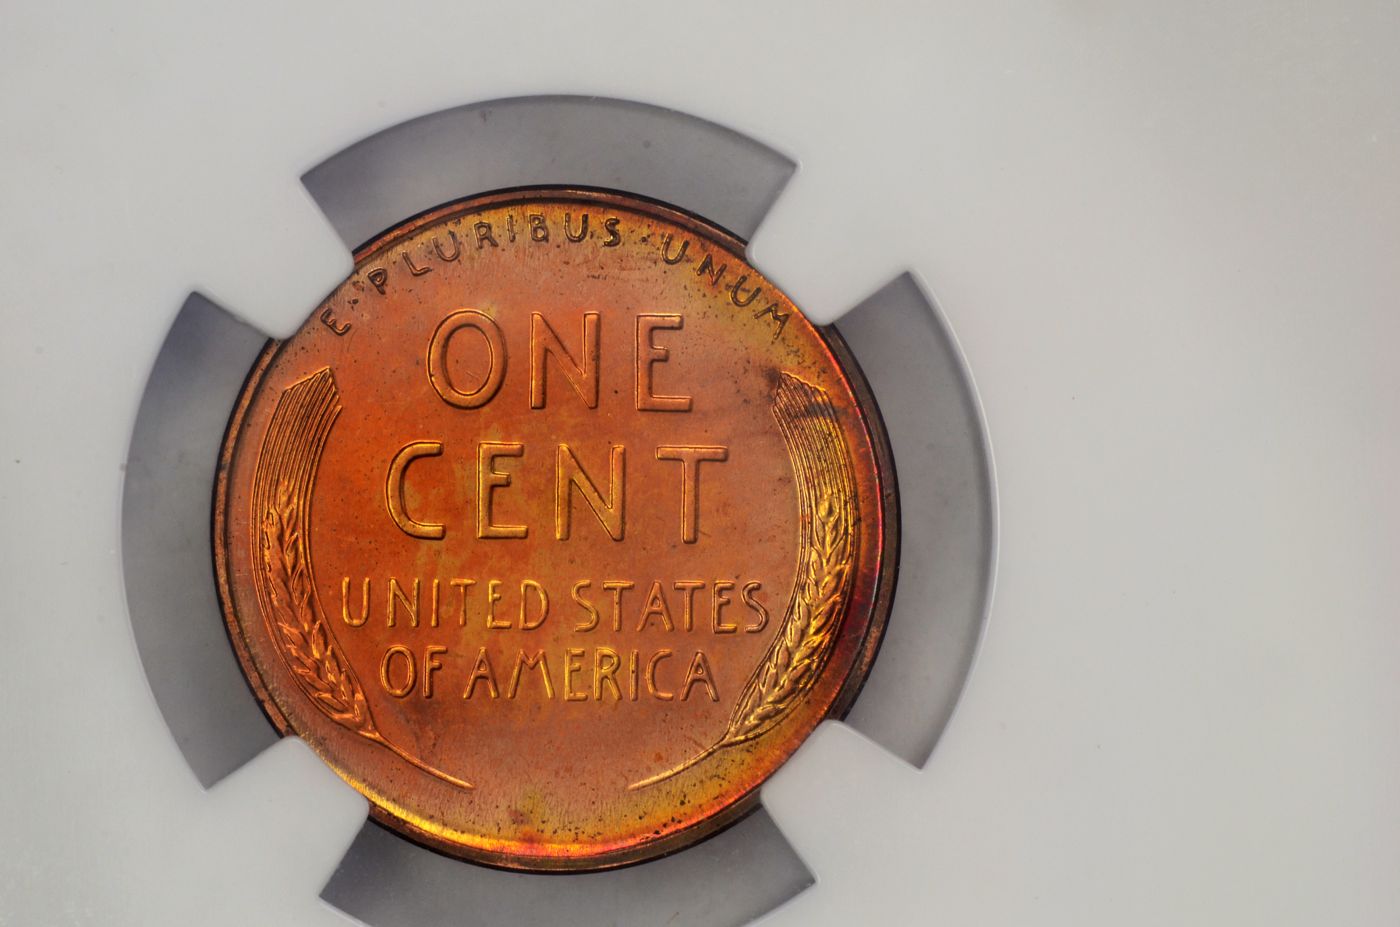 E·PLURIBUS·UNUM
ONE
CENT
UNITED STATES
OF AMERICA